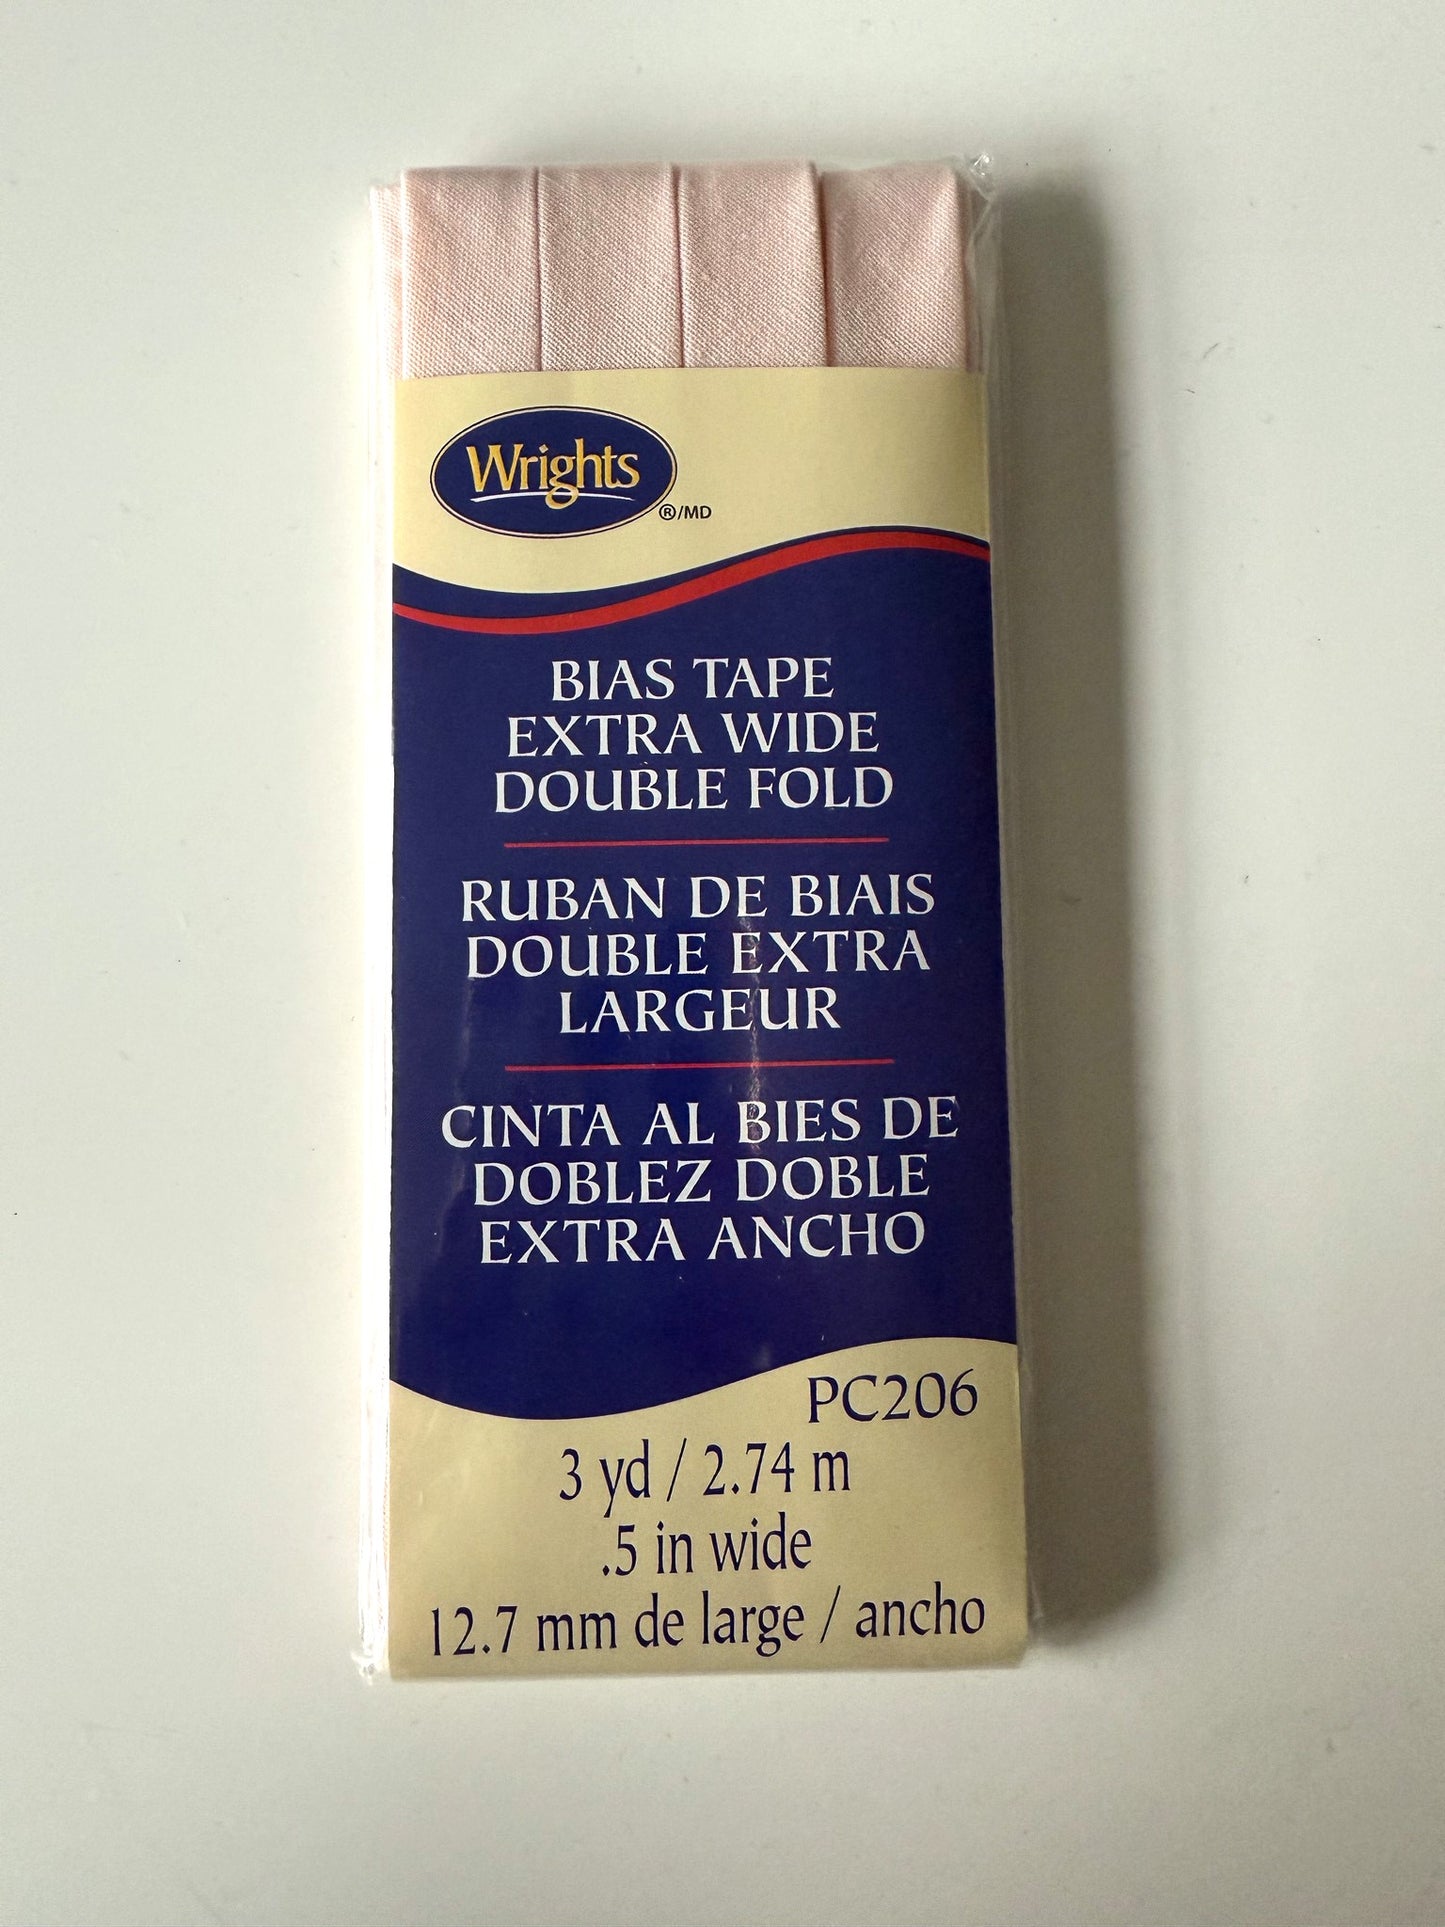 Wrights
®/MD
BIAS TAPE
EXTRA WIDE
DOUBLE FOLD
RUBAN DE BIAIS
DOUBLE EXTRA
LARGEUR
CINTA AL BIES DE
DOBLEZ DOBLE
EXTRA ANCHO
PC206
3 yd / 2.74 m
.5 in wide
12.7 mm de large / ancho